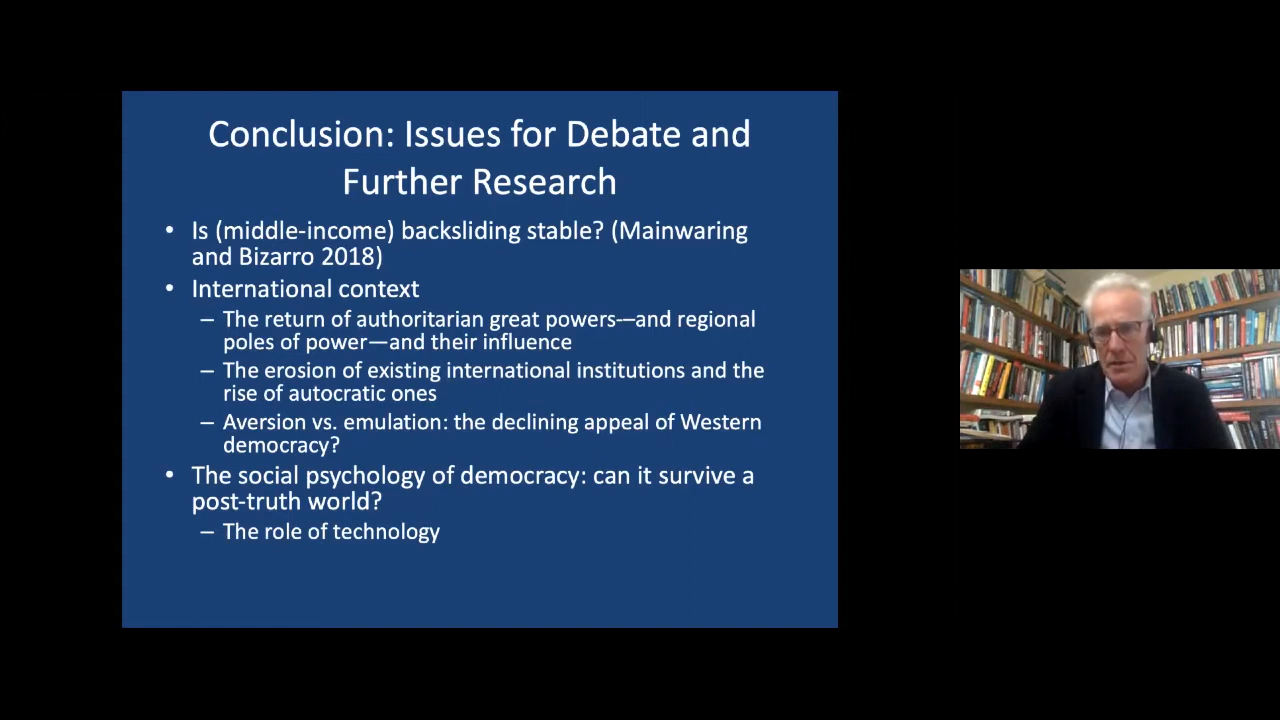 Conclusion: Issues for Debate and
Further Research
• Is (middle-income) backsliding stable? (Mainwaring
and Bizarro 2018)
• International context
– The return of authoritarian great powers-—and regional
poles of power—and their influence
– The erosion of existing international institutions and the
rise of autocratic ones
– Aversion vs. emulation: the declining appeal of Western
democracy?
• The social psychology of democracy: can it survive a
post-truth world?
– The role of technology